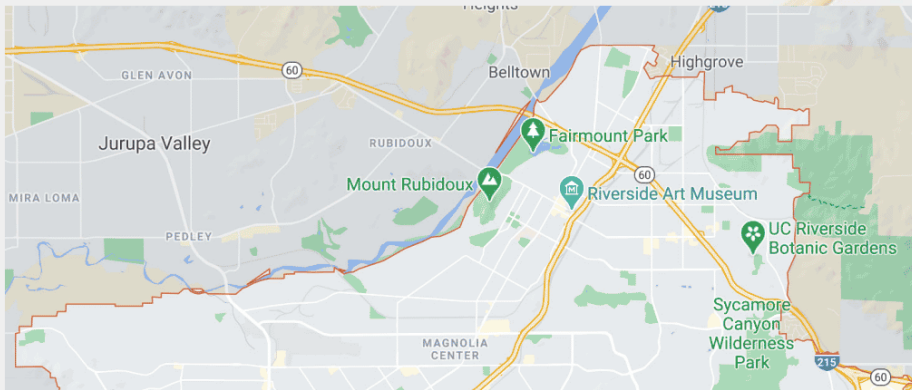 Heights
Belltown
Highgrove
GLEN AVON
60
Jurupa Valley
RUBIDOUX
Fairmount Park
60
Mount Rubidoux
M
Riverside Art Museum
MIRA LOMA
PEDLEY
UC Riverside
Botanic Gardens
Sycamore
Canyon
Wilderness
Park
MAGNOLIA
CENTER
215
60